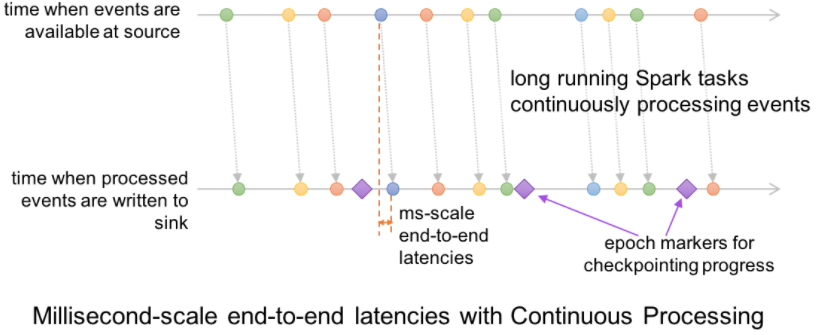 time when events are
available at source
long running Spark tasks
continuously processing events
time when processed
events are written to
sink
ms-scale
end-to-end
latencies
epoch markers for
checkpointing progress
Millisecond-scale end-to-end latencies with Continuous Processing